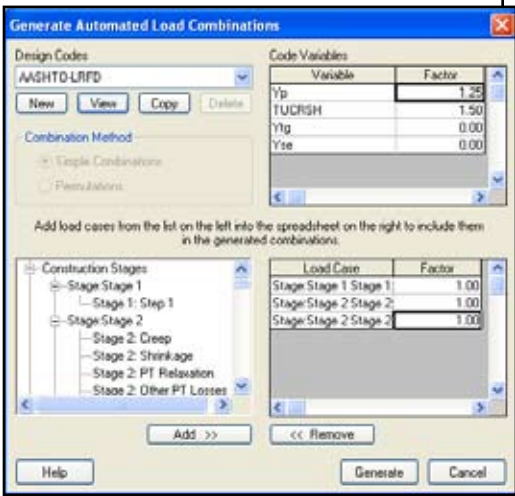 Generate Automated Load Combinations
Design Codes
AASHTO-LRFD
New View Copy Delete
Combination Method
Simple Combinations
Permutations
Code Variables
Variable Factor
Yp 1.25
TUCRSH 1.50
Ytg 0.00
Yse 0.00
Add load cases from the list on the left into the spreadsheet on the right to include them
in the generated combinations.
Construction Stages
Stage:Stage 1
Stage 1: Step 1
Stage:Stage 2
Stage 2: Creep
Stage 2: Shrinkage
Stage 2: PT Relaxation
Stage 2: Other PT Losses
Load Case Factor
Stage:Stage 1 Stage 1: 1.00
Stage:Stage 2 Stage 2: 1.00
Stage:Stage 2 Stage 2 1.00
Add >> << Remove
Help Generate Cancel